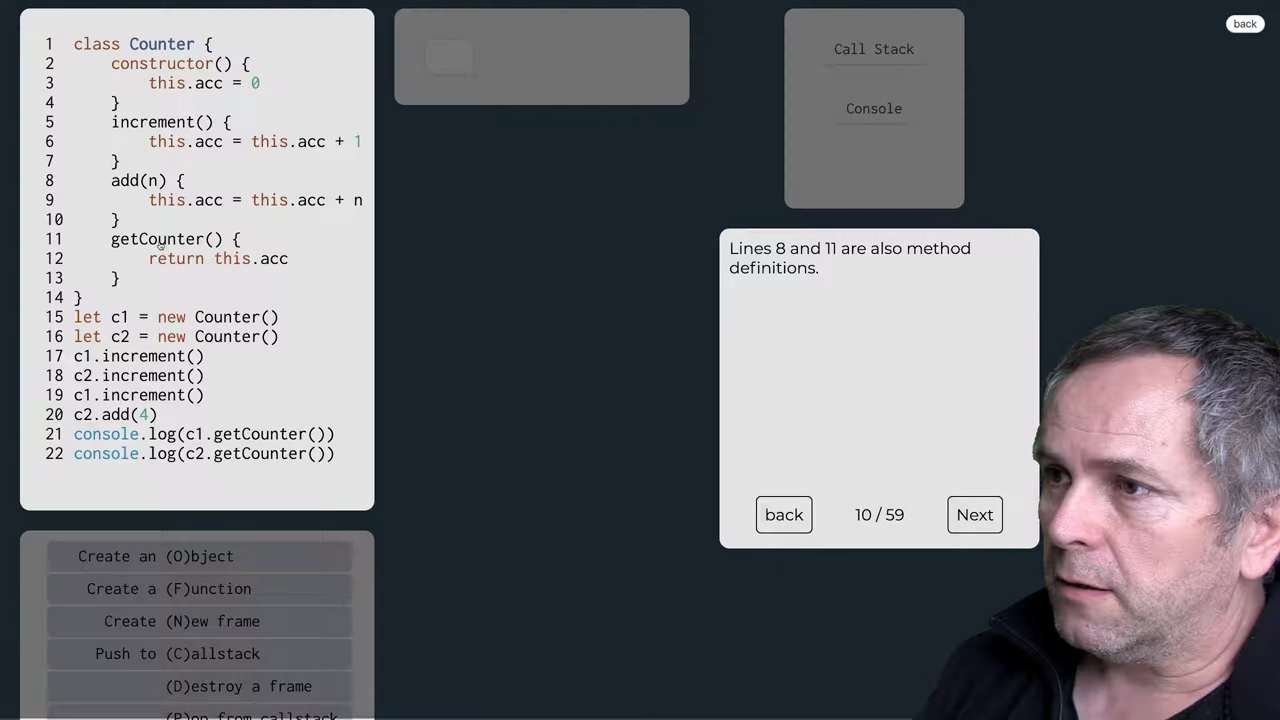 back
1 class Counter {
2 constructor() {
3 this.acc = 0
4 }
5 increment() {
6 this.acc = this.acc + 1
7 }
8 add(n) {
9 this.acc = this.acc + n
10 }
11 getCounter() {
12 return this.acc
13 }
14 }
15 let c1 = new Counter()
16 let c2 = new Counter()
17 c1.increment()
18 c2.increment()
19 c1.increment()
20 c2.add(4)
21 console.log(c1.getCounter())
22 console.log(c2.getCounter())
Create an (O)bject
Create a (F)unction
Create (N)ew frame
Push to (C)allstack
(D)estroy a frame
(P)op from callstack
Call Stack
Console
Lines 8 and 11 are also method
definitions.
back 10 / 59 Next